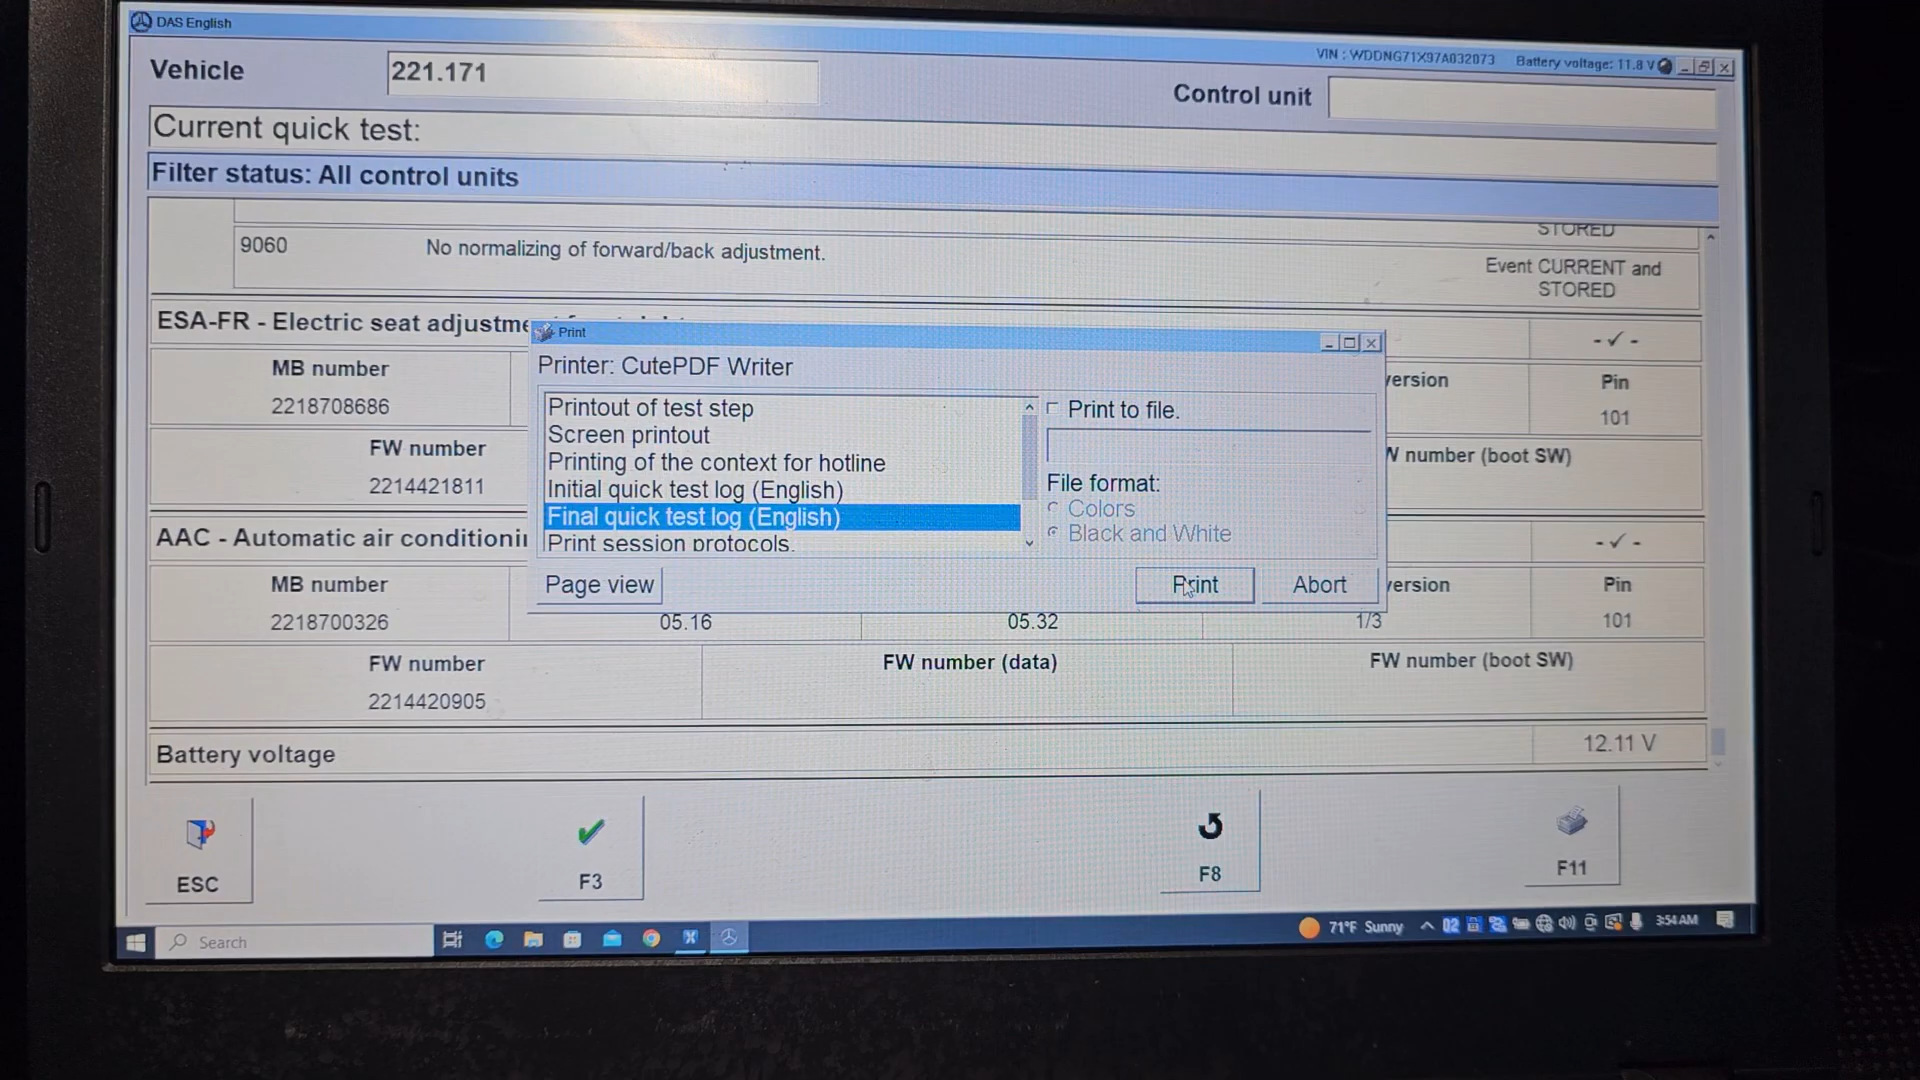 DAS English
VIN : WDDNG71X97A032073 Battery voltage: 11.8 V
Vehicle 221.171 Control unit
Current quick test:
Filter status: All control units
STORED
9060 No normalizing of forward/back adjustment. Event CURRENT and
STORED
ESA-FR - Electric seat adjustme
- ✓ -
MB number
2218708686
ersion
Pin
101
FW number
2214421811
number (boot SW)
Print
Printer: CutePDF Writer
Printout of test step
Screen printout
Printing of the context for hotline
Initial quick test log (English)
Final quick test log (English)
Print session protocols.
Print to file.
File format:
Colors
Black and White
Page view Print Abort
AAC - Automatic air conditioni
- ✓ -
MB number
2218700326
05.16
05.32
ersion
1/3
Pin
101
FW number
2214420905
FW number (data)
FW number (boot SW)
Battery voltage 12.11 V
ESC F3 F8 F11
Search
71°F Sunny
02
3:54 AM